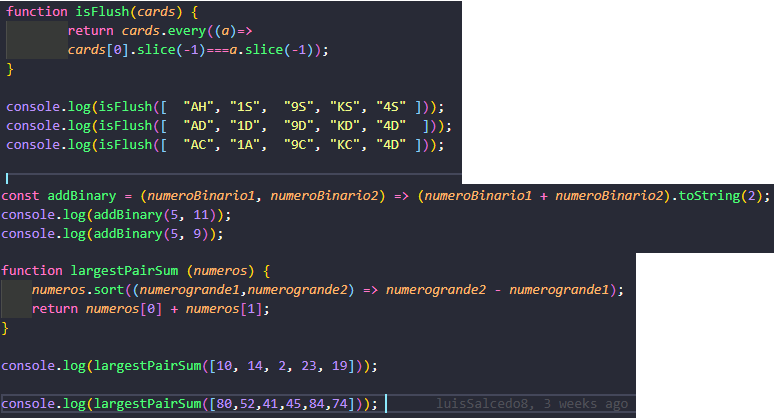 function isFlush(cards) {
return cards.every((a)=>
cards[0].slice(-1)===a.slice(-1));
}
console.log(isFlush([  "AH", "1S",  "9S", "KS", "4S" ]));
console.log(isFlush([  "AD", "1D",  "9D", "KD", "4D"  ]));
console.log(isFlush([  "AC", "1A",  "9C", "KC", "4D" ]));
const addBinary = (numeroBinario1, numeroBinario2) => (numeroBinario1 + numeroBinario2).toString(2);
console.log(addBinary(5, 11));
console.log(addBinary(5, 9));
function largestPairSum (numeros) {
numeros.sort((numerogrande1,numerogrande2) => numerogrande2 - numerogrande1);
return numeros[0] + numeros[1];
}
console.log(largestPairSum([10, 14, 2, 23, 19]));
console.log(largestPairSum([80,52,41,45,84,74])); luisSalcedo8, 3 weeks ago